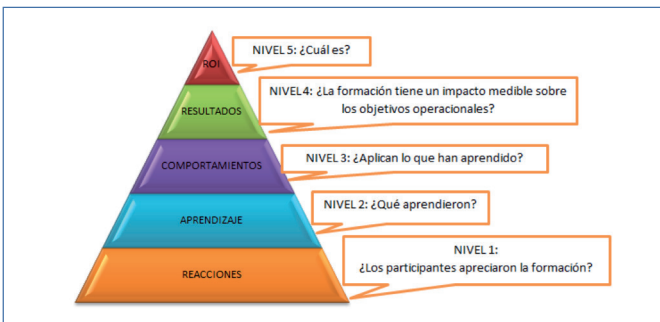 NIVEL 5: ¿Cuál es?
ROI
NIVEL4: ¿La formación tiene un impacto medible sobre
los objetivos operacionales?
RESULTADOS
NIVEL 3: ¿Aplican lo que han aprendido?
COMPORTAMIENTOS
NIVEL 2: ¿Qué aprendieron?
APRENDIZAJE
NIVEL 1:
¿Los participantes apreciaron la formación?
REACCIONES